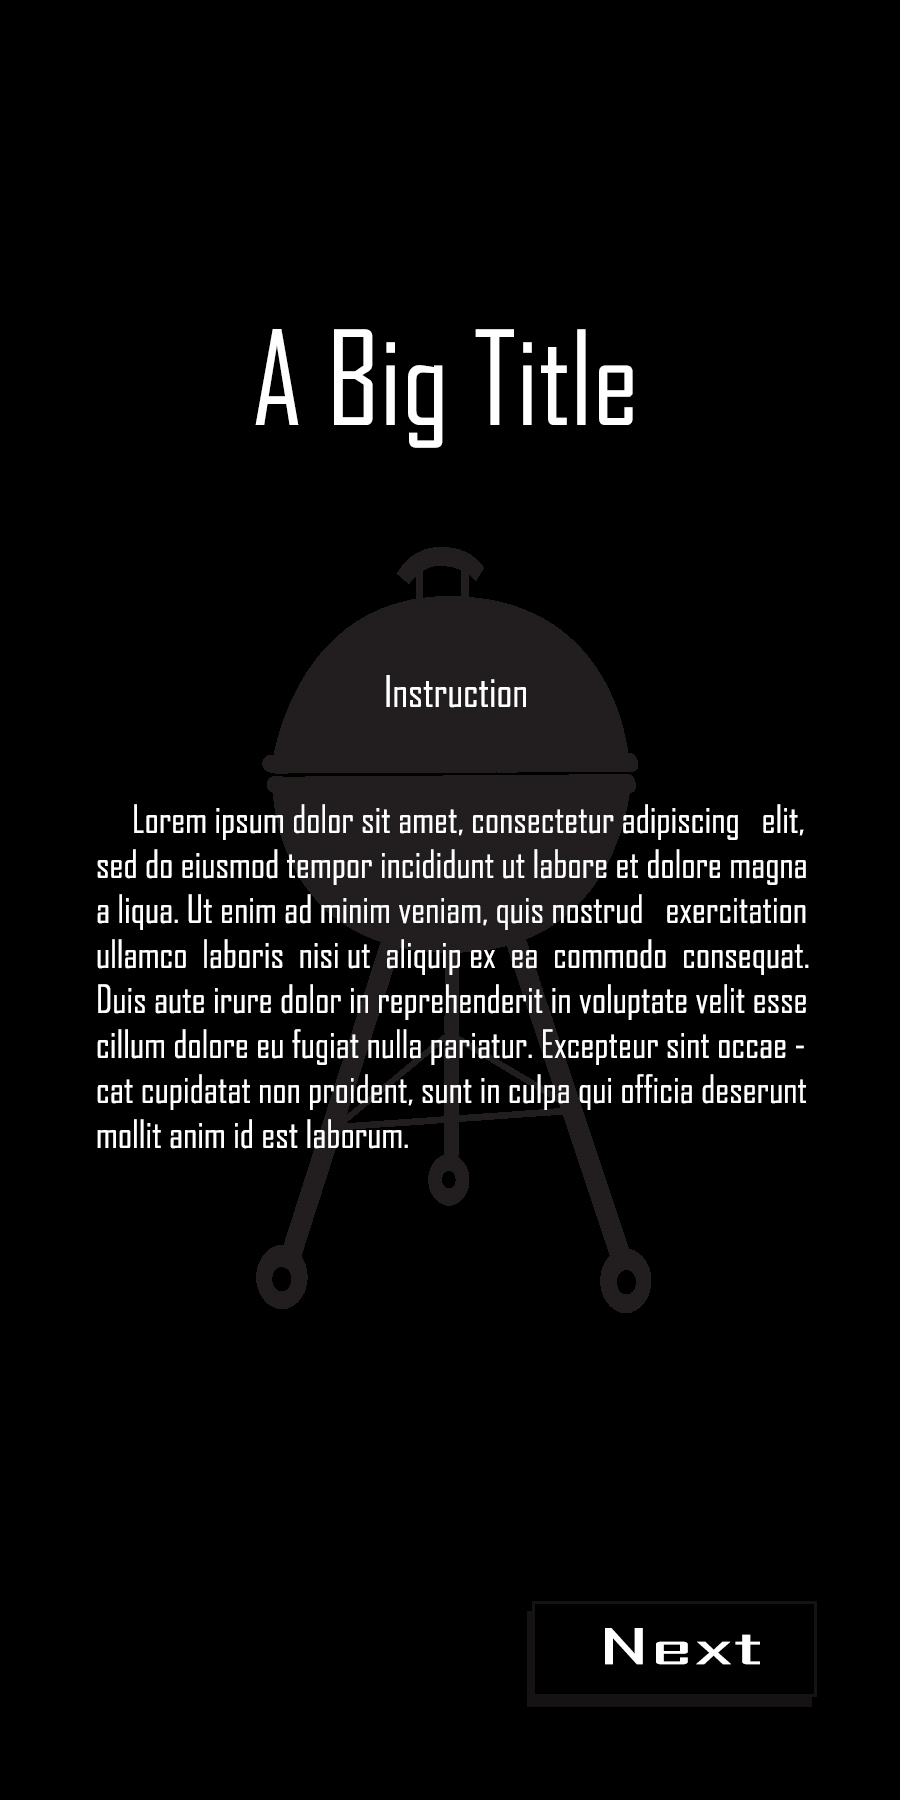 A Big Title
Instruction
Lorem ipsum dolor sit amet, consectetur adipiscing elit,
sed do eiusmod tempor incididunt ut labore et dolore magna
a liqua. Ut enim ad minim veniam, quis nostrud exercitation
ullamco laboris nisi ut aliquip ex ea commodo consequat.
Duis aute irure dolor in reprehenderit in voluptate velit esse
cillum dolore eu fugiat nulla pariatur. Excepteur sint occae -
cat cupidatat non proident, sunt in culpa qui officia deserunt
mollit anim id est laborum.
Next